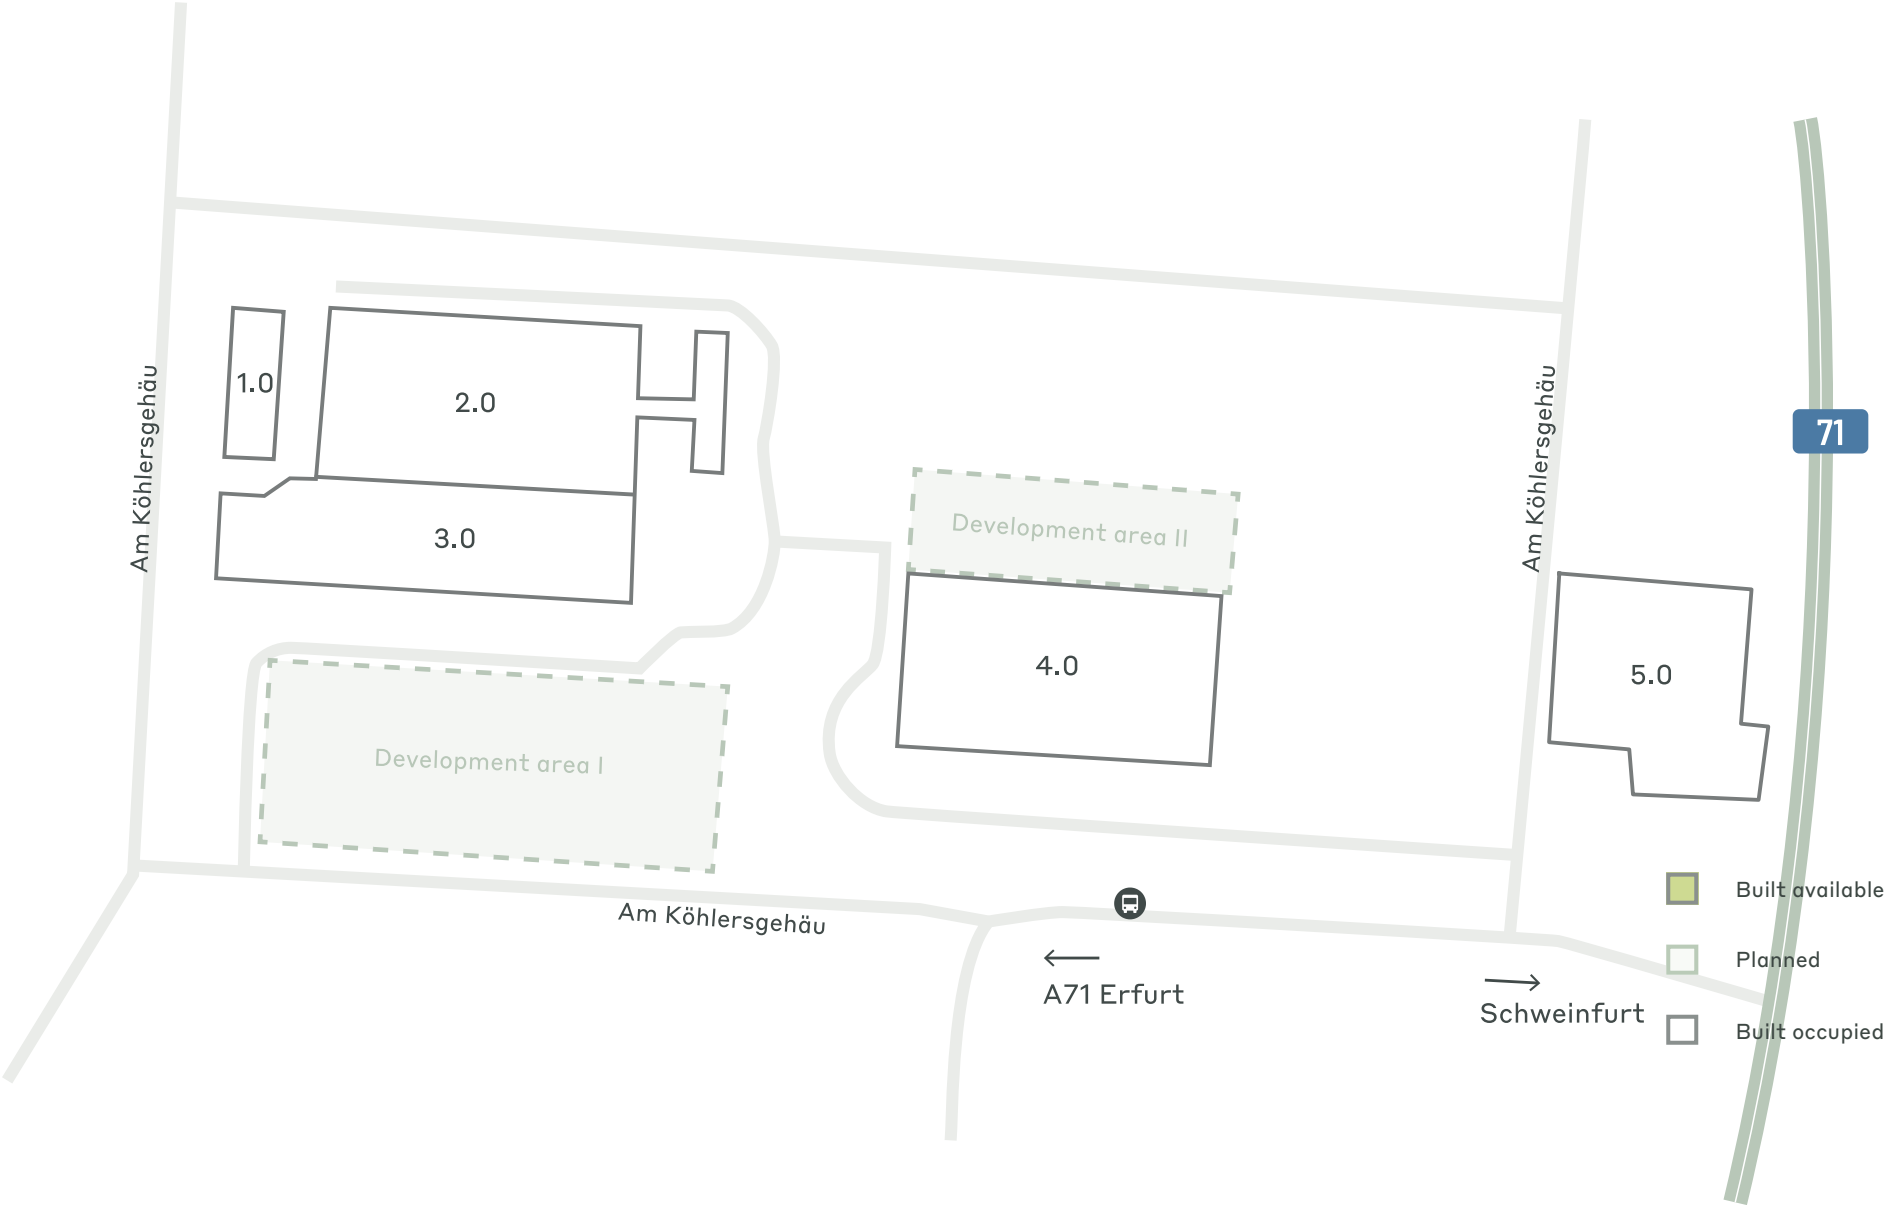 Am Köhlersgehäu
1.0
2.0
3.0
Development area I
Development area II
4.0
Am Köhlersgehäu
5.0
71
Am Köhlersgehäu
A71 Erfurt
Schweinfurt
Built available
Planned
Built occupied